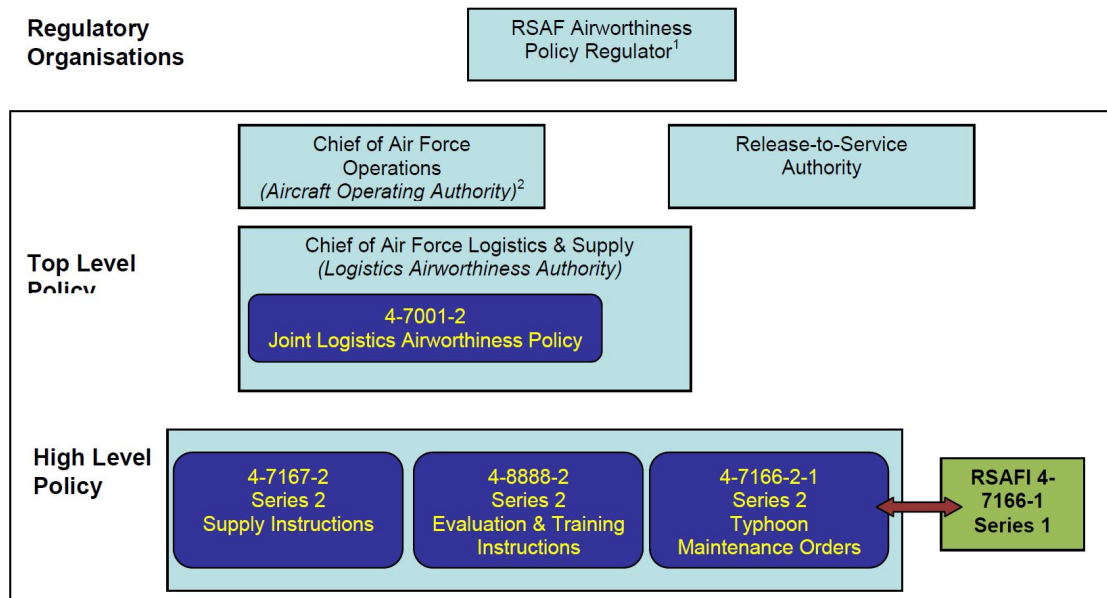 Regulatory
Organisations
RSAF Airworthiness
Policy Regulator1
Chief of Air Force
Operations
(Aircraft Operating Authority)2
Release-to-Service
Authority
Top Level
Policy
Chief of Air Force Logistics & Supply
(Logistics Airworthiness Authority)
4-7001-2
Joint Logistics Airworthiness Policy
High Level
Policy
4-7167-2
Series 2
Supply Instructions
4-8888-2
Series 2
Evaluation & Training
Instructions
4-7166-2-1
Series 2
Typhoon
Maintenance Orders
RSAFI 4-
7166-1
Series 1